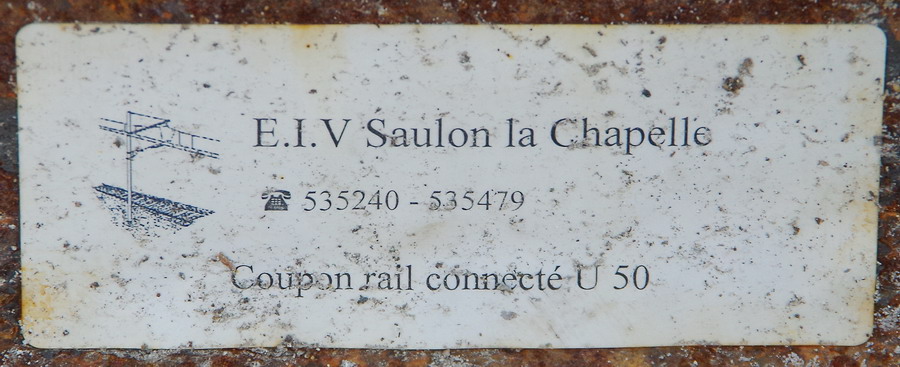 E.I.V Saulon la Chapelle
☎ 535240 - 535479
Coupon rail connecté U 50